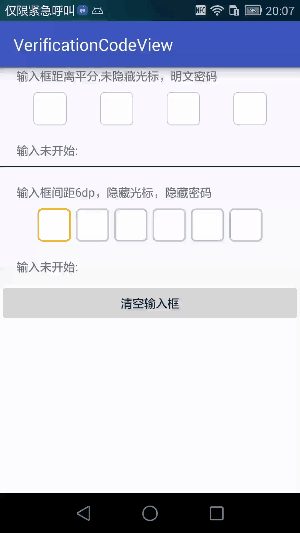 仅限紧急呼叫
20:07
VerificationCodeView
输入框距离平分,未隐藏光标，明文密码
输入未开始:
输入框间距6dp，隐藏光标，隐藏密码
输入未开始:
清空输入框